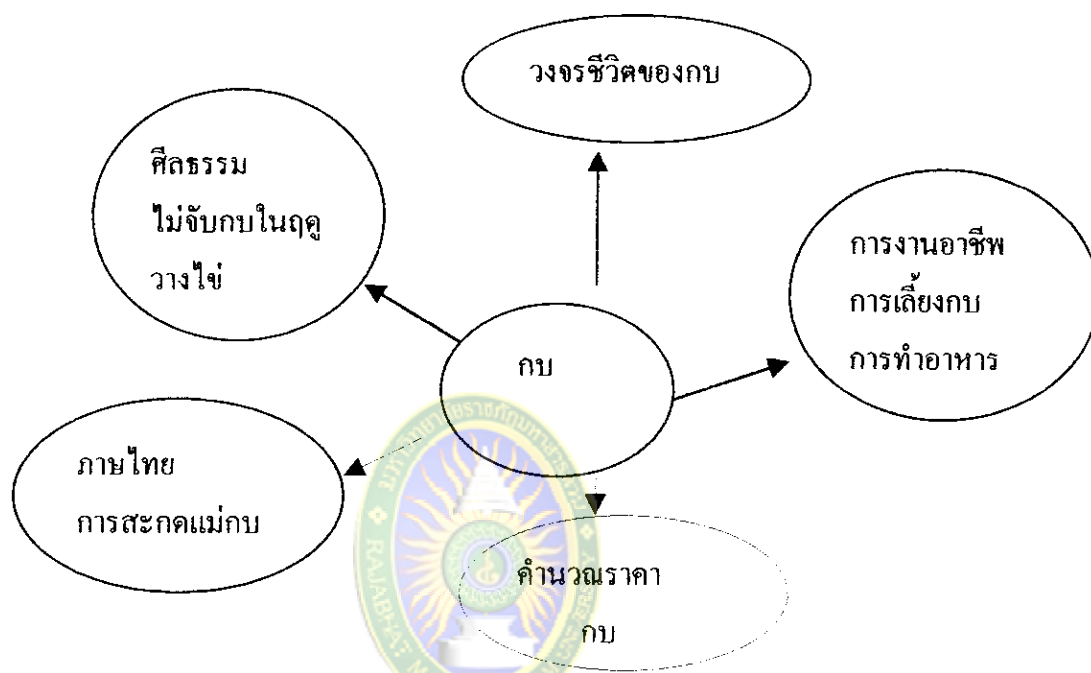 วงจรชีวิตของกบ
ศีลธรรม
ไม่จับกบในฤดู
วางไข่
การงานอาชีพ
การเลี้ยงกบ
การทำอาหาร
กบ
ภาษไทย
การสะกดแม่กบ
คำนวณราคา
กบ
RAJABHAT